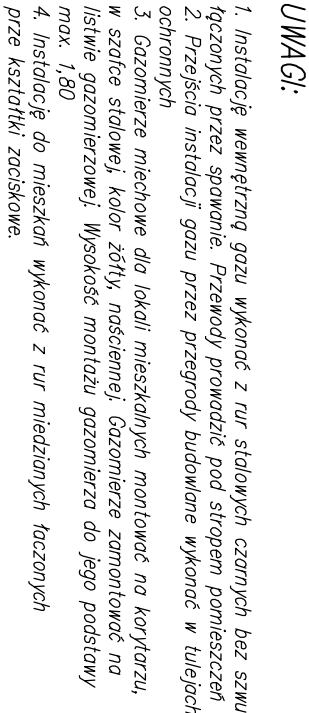 UWAGI:
1. Instalację wewnętrzną gazu wykonać z rur stalowych czarnych bez szwu
łączonych przez spawanie. Przewody prowadzić pod stropem pomieszczeń
2. Przejścia instalacji gazu przez przegrody budowlane wykonać w tulejach
ochronnych
3. Gazomierze miechowe dla lokali mieszkalnych montować na korytarzu,
w szafce stalowej, kolor żółty, naściennej. Gazomierze zamontować na
listwie gazomierzowej. Wysokość montażu gazomierza do jego podstawy
max. 1,80
4. Instalację do mieszkań wykonać z rur miedzianych łaczonych
prze kształtki zaciskowe.